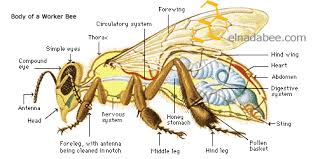 Body of a Worker Bee
Forewing
elnadabee.com
Circulatory system
Thorax
Simple eyes
Compound
eye
Hind wing
Heart
Abdomen
Digestive
system
Antenna
Head
Nervous
system
Honey
stomach
Sting
Foreleg, with antenna
being cleaned in notch
Middle leg
Hind leg
Pollen
basket